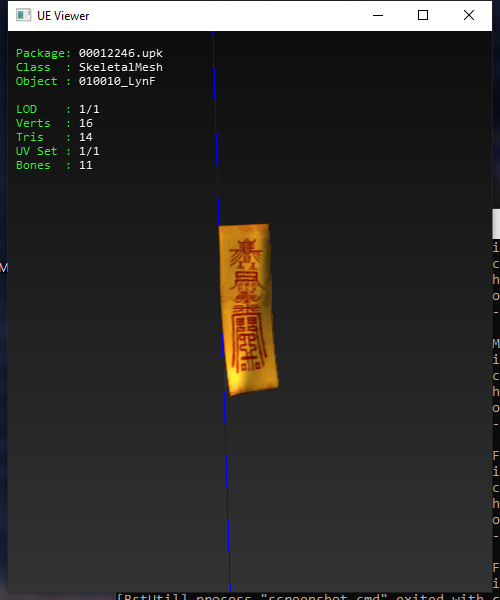 UE Viewer
Package: 00012246.upk
Class : SkeletalMesh
Object : 010010_LynF
LOD : 1/1
Verts : 16
Tris : 14
UV Set : 1/1
Bones : 11
[BstUtil] process "screenshot.cmd" exited with c